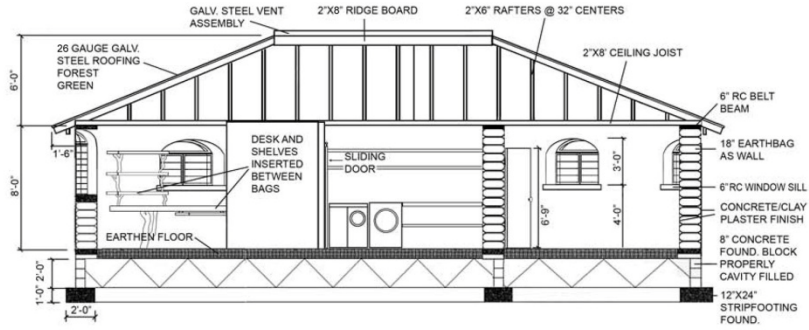 GALV. STEEL VENT
ASSEMBLY
2"X8" RIDGE BOARD
2"X6" RAFTERS @ 32" CENTERS
26 GAUGE GALV.
STEEL ROOFING
FOREST
GREEN
2"X8' CEILING JOIST
6'-0"
6" RC BELT
BEAM
1'-6"
DESK AND
SHELVES
INSERTED
BETWEEN
BAGS
SLIDING
DOOR
18" EARTHBAG
AS WALL
8'-0"
3'-0"
6"RC WINDOW SILL
6'-9"
4'-0"
CONCRETE/CLAY
PLASTER FINISH
EARTHEN FLOOR
8" CONCRETE
FOUND. BLOCK
PROPERLY
CAVITY FILLED
2'-0"
1'-0"
2'-0"
12"X24"
STRIPFOOTING
FOUND.